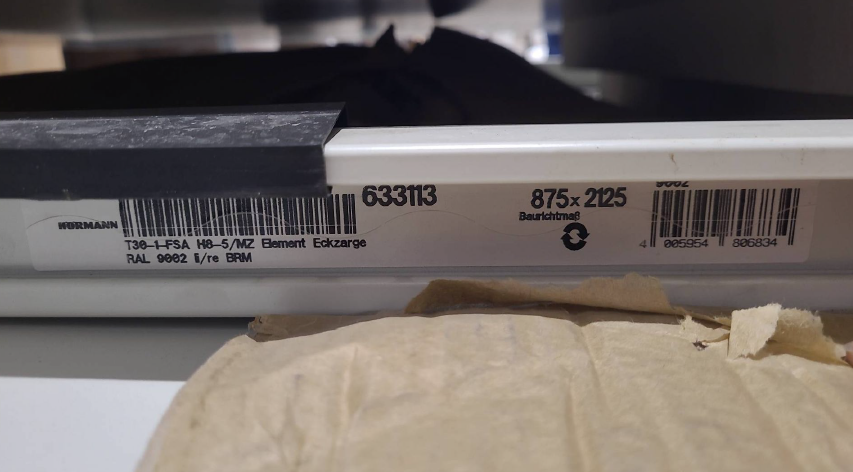 9002
633113
875x2125
Baurichtmaß
HÖRMANN
T30-1-FSA H8-5/MZ Element Eckzarge
RAL 9002 li/re BRM
4 005954 806834